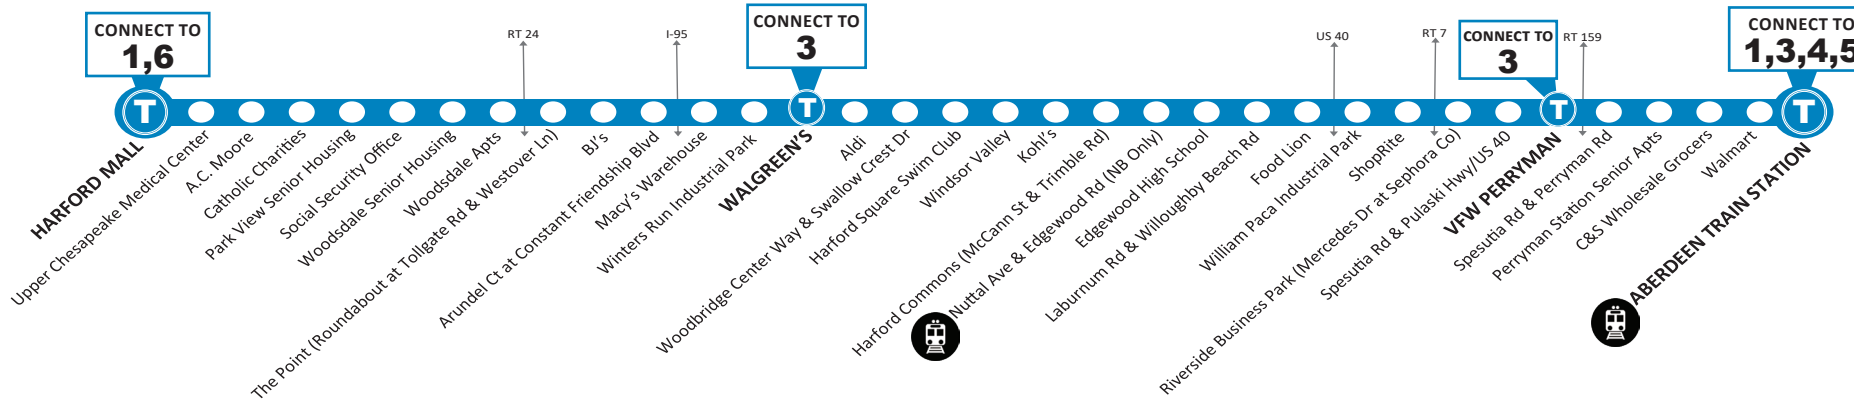 CONNECT TO
1,6
RT 24
I-95
CONNECT TO
3
US 40
RT 7
CONNECT TO
3
RT 159
CONNECT TO
1,3,4,5
T
T
T
T
HARFORD MALL
Upper Chesapeake Medical Center
A.C. Moore
Catholic Charities
Park View Senior Housing
Social Security Office
Woodsdale Senior Housing
Woodsdale Apts
The Point (Roundabout at Tollgate Rd & Westover Ln)
BJ's
Arundel Ct at Constant Friendship Blvd
Macy's Warehouse
Winters Run Industrial Park
WALGREEN'S
Aldi
Woodbridge Center Way & Swallow Crest Dr
Harford Square Swim Club
Windsor Valley
Kohl's
Harford Commons (McCann St & Trimble Rd)
Nuttal Ave & Edgewood Rd (NB Only)
Edgewood High School
Laburnum Rd & Willoughby Beach Rd
Food Lion
William Paca Industrial Park
ShopRite
Riverside Business Park (Mercedes Dr at Sephora Co)
Spesutia Rd & Pulaski Hwy/US 40
VFW PERRYMAN
Spesutia Rd & Perryman Rd
Perryman Station Senior Apts
C&S Wholesale Grocers
Walmart
ABERDEEN TRAIN STATION